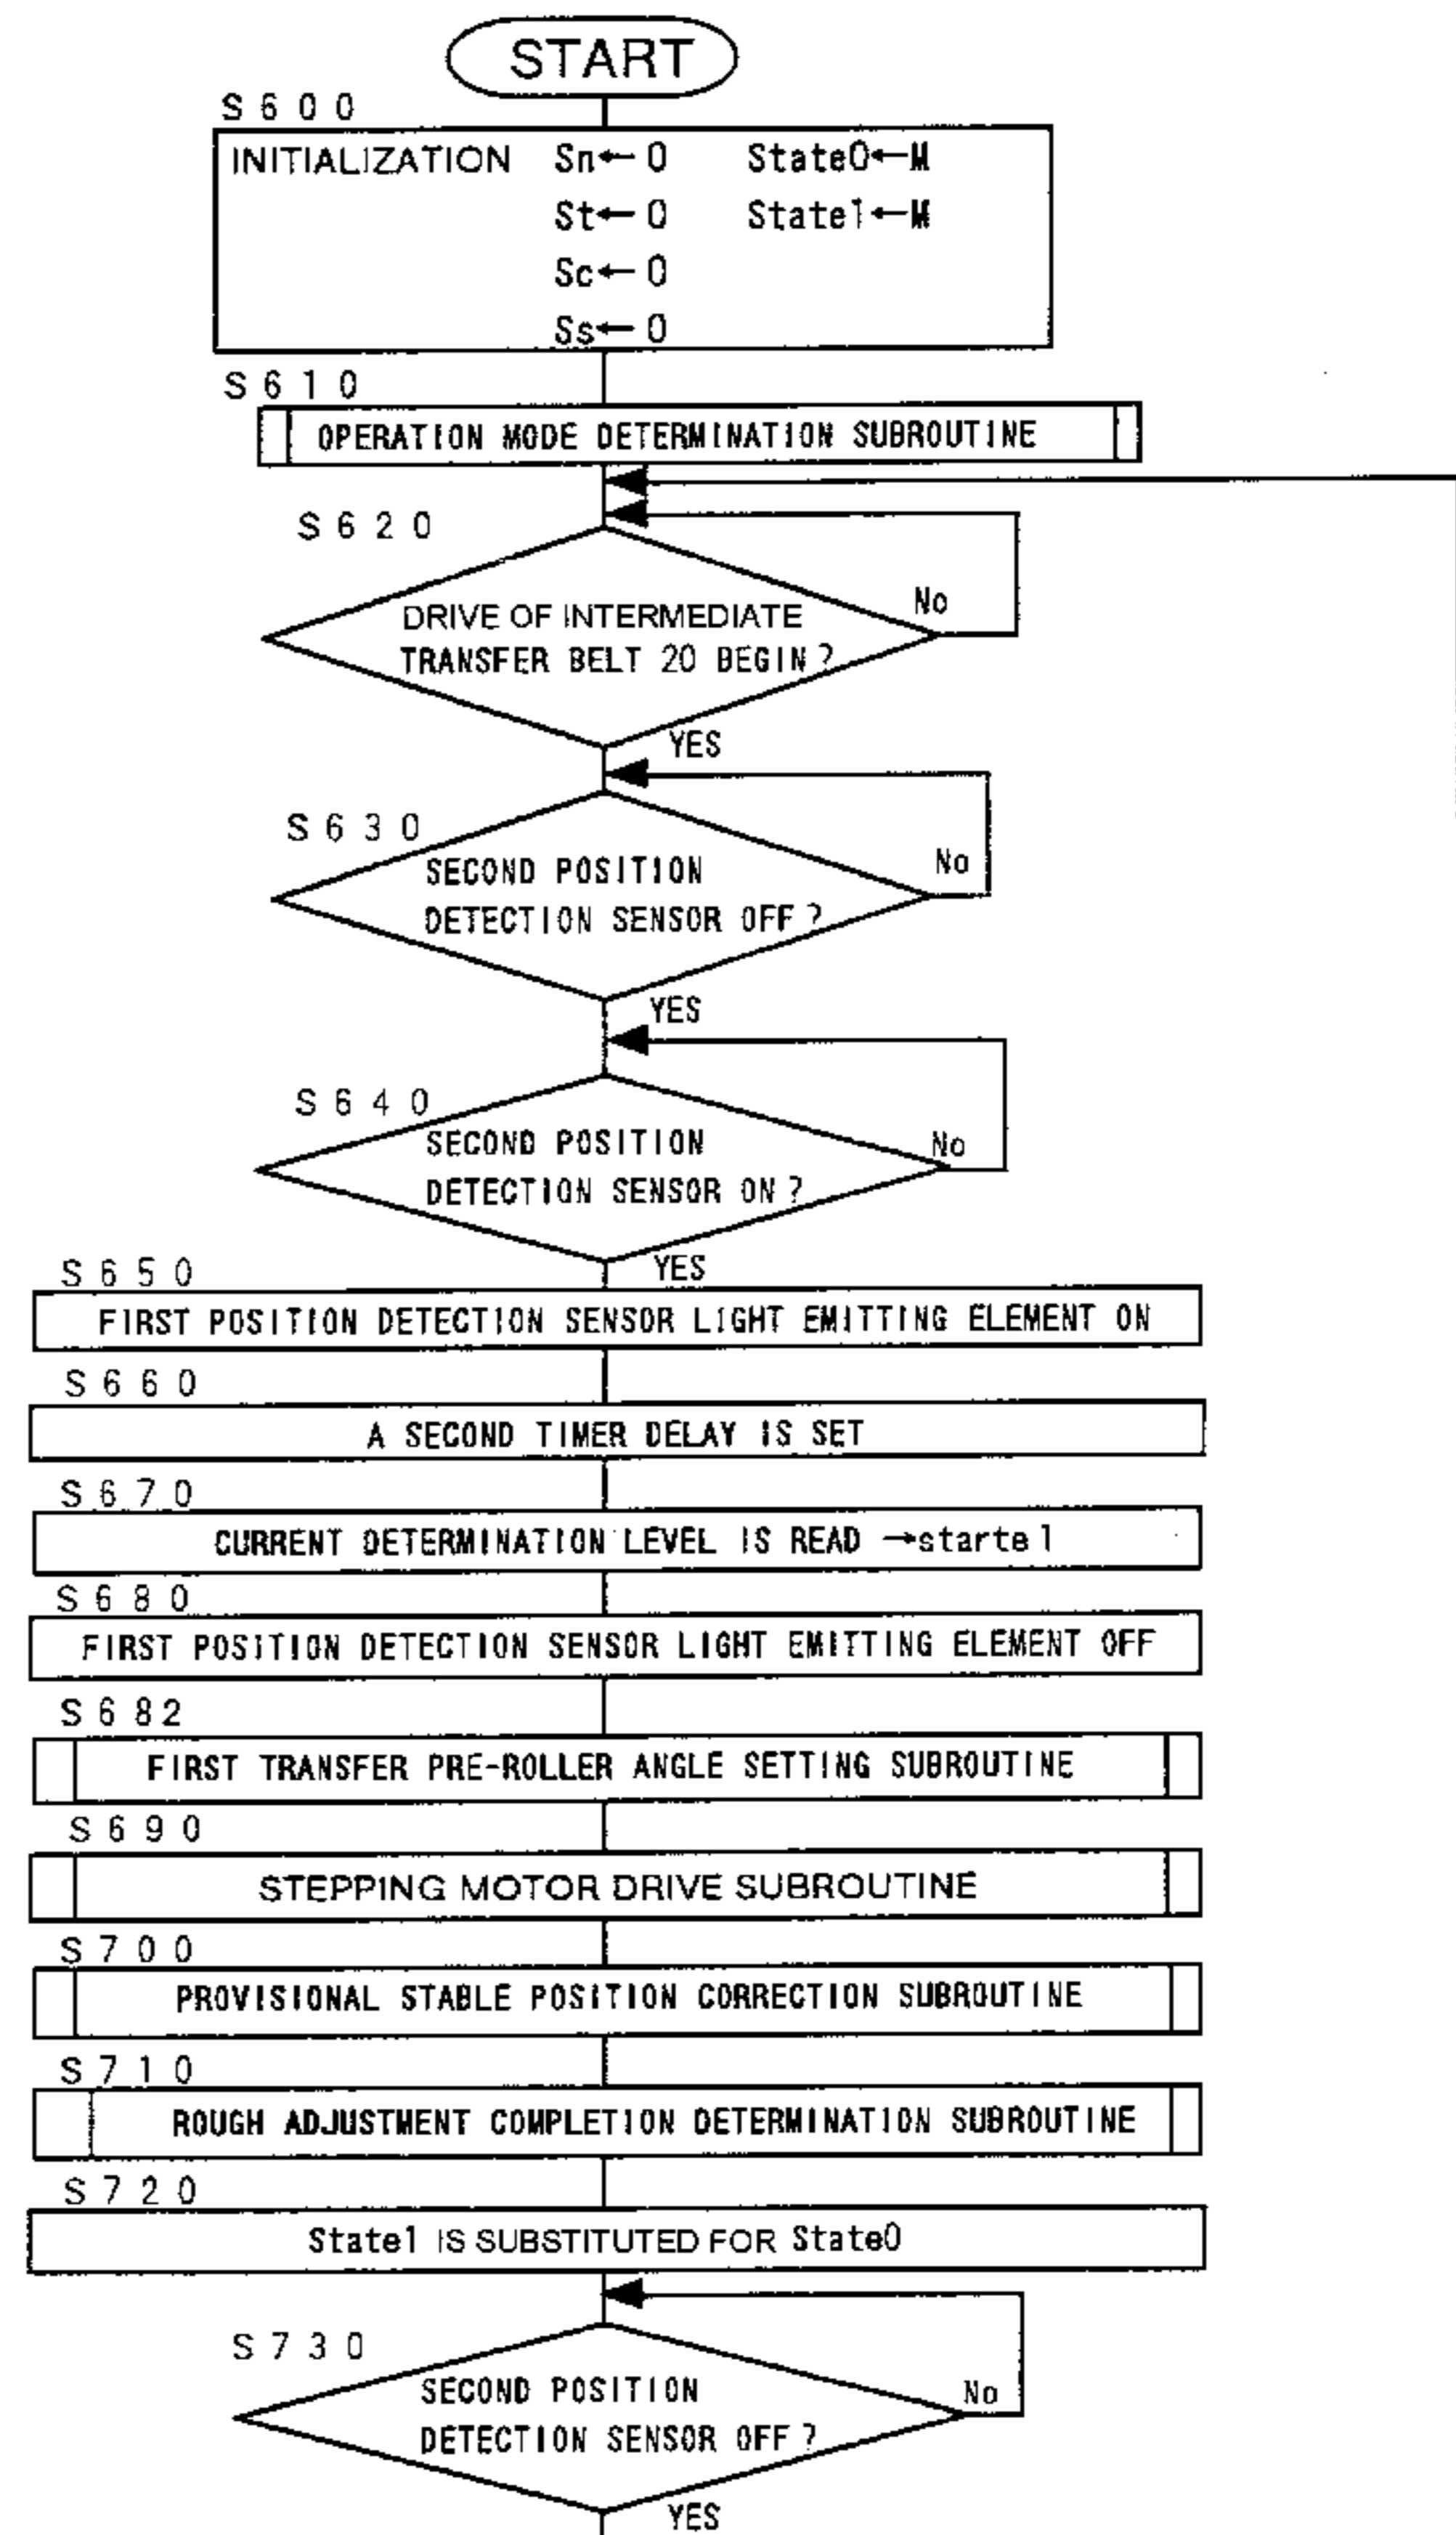 START
S600
INITIALIZATION Sn←0 State0←M
St←0 State1←M
Sc←0
Ss←0
S610
OPERATION MODE DETERMINATION SUBROUTINE
S620
DRIVE OF INTERMEDIATE
TRANSFER BELT 20 BEGIN?
No
YES
S630
SECOND POSITION
DETECTION SENSOR OFF?
No
YES
S640
SECOND POSITION
DETECTION SENSOR ON?
No
YES
S650
FIRST POSITION DETECTION SENSOR LIGHT EMITTING ELEMENT ON
S660
A SECOND TIMER DELAY IS SET
S670
CURRENT DETERMINATION LEVEL IS READ →starte1
S680
FIRST POSITION DETECTION SENSOR LIGHT EMITTING ELEMENT OFF
S682
FIRST TRANSFER PRE-ROLLER ANGLE SETTING SUBROUTINE
S690
STEPPING MOTOR DRIVE SUBROUTINE
S700
PROVISIONAL STABLE POSITION CORRECTION SUBROUTINE
S710
ROUGH ADJUSTMENT COMPLETION DETERMINATION SUBROUTINE
S720
State1 IS SUBSTITUTED FOR State0
S730
SECOND POSITION
DETECTION SENSOR OFF?
No
YES